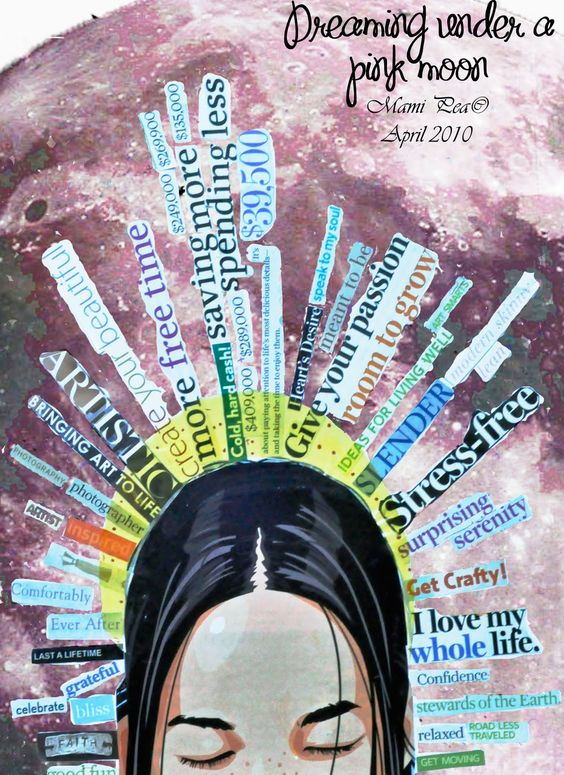 Dreaming under a
pink moon
Mami Pea©
April 2010
$135,000
$269,900
$249,000
saving more
spending less
$39,500
create your beautiful
more free time
Cold, hard cash!
$289,000
$409,000
It's
about paying attention to life's most delicious details—
and taking the time to enjoy them.
speak to my soul
Heart's Desire
meant to be
Give your passion
room to grow
ART SMARTS
IDEAS FOR LIVING WELL
modern skinny
lean
SLENDER
Stress-free
ARTIST
BRINGING ART TO LIFE
PHOTOGRAPHY
photographer
ARTIST
inspired
Comfortably
Ever After
LAST A LIFETIME
grateful
celebrate
bliss
FAITH
good fun
surprising
serenity
Get Crafty!
I love my
whole life.
Confidence
stewards of the Earth.
relaxed
ROAD LESS
TRAVELED
GET MOVING